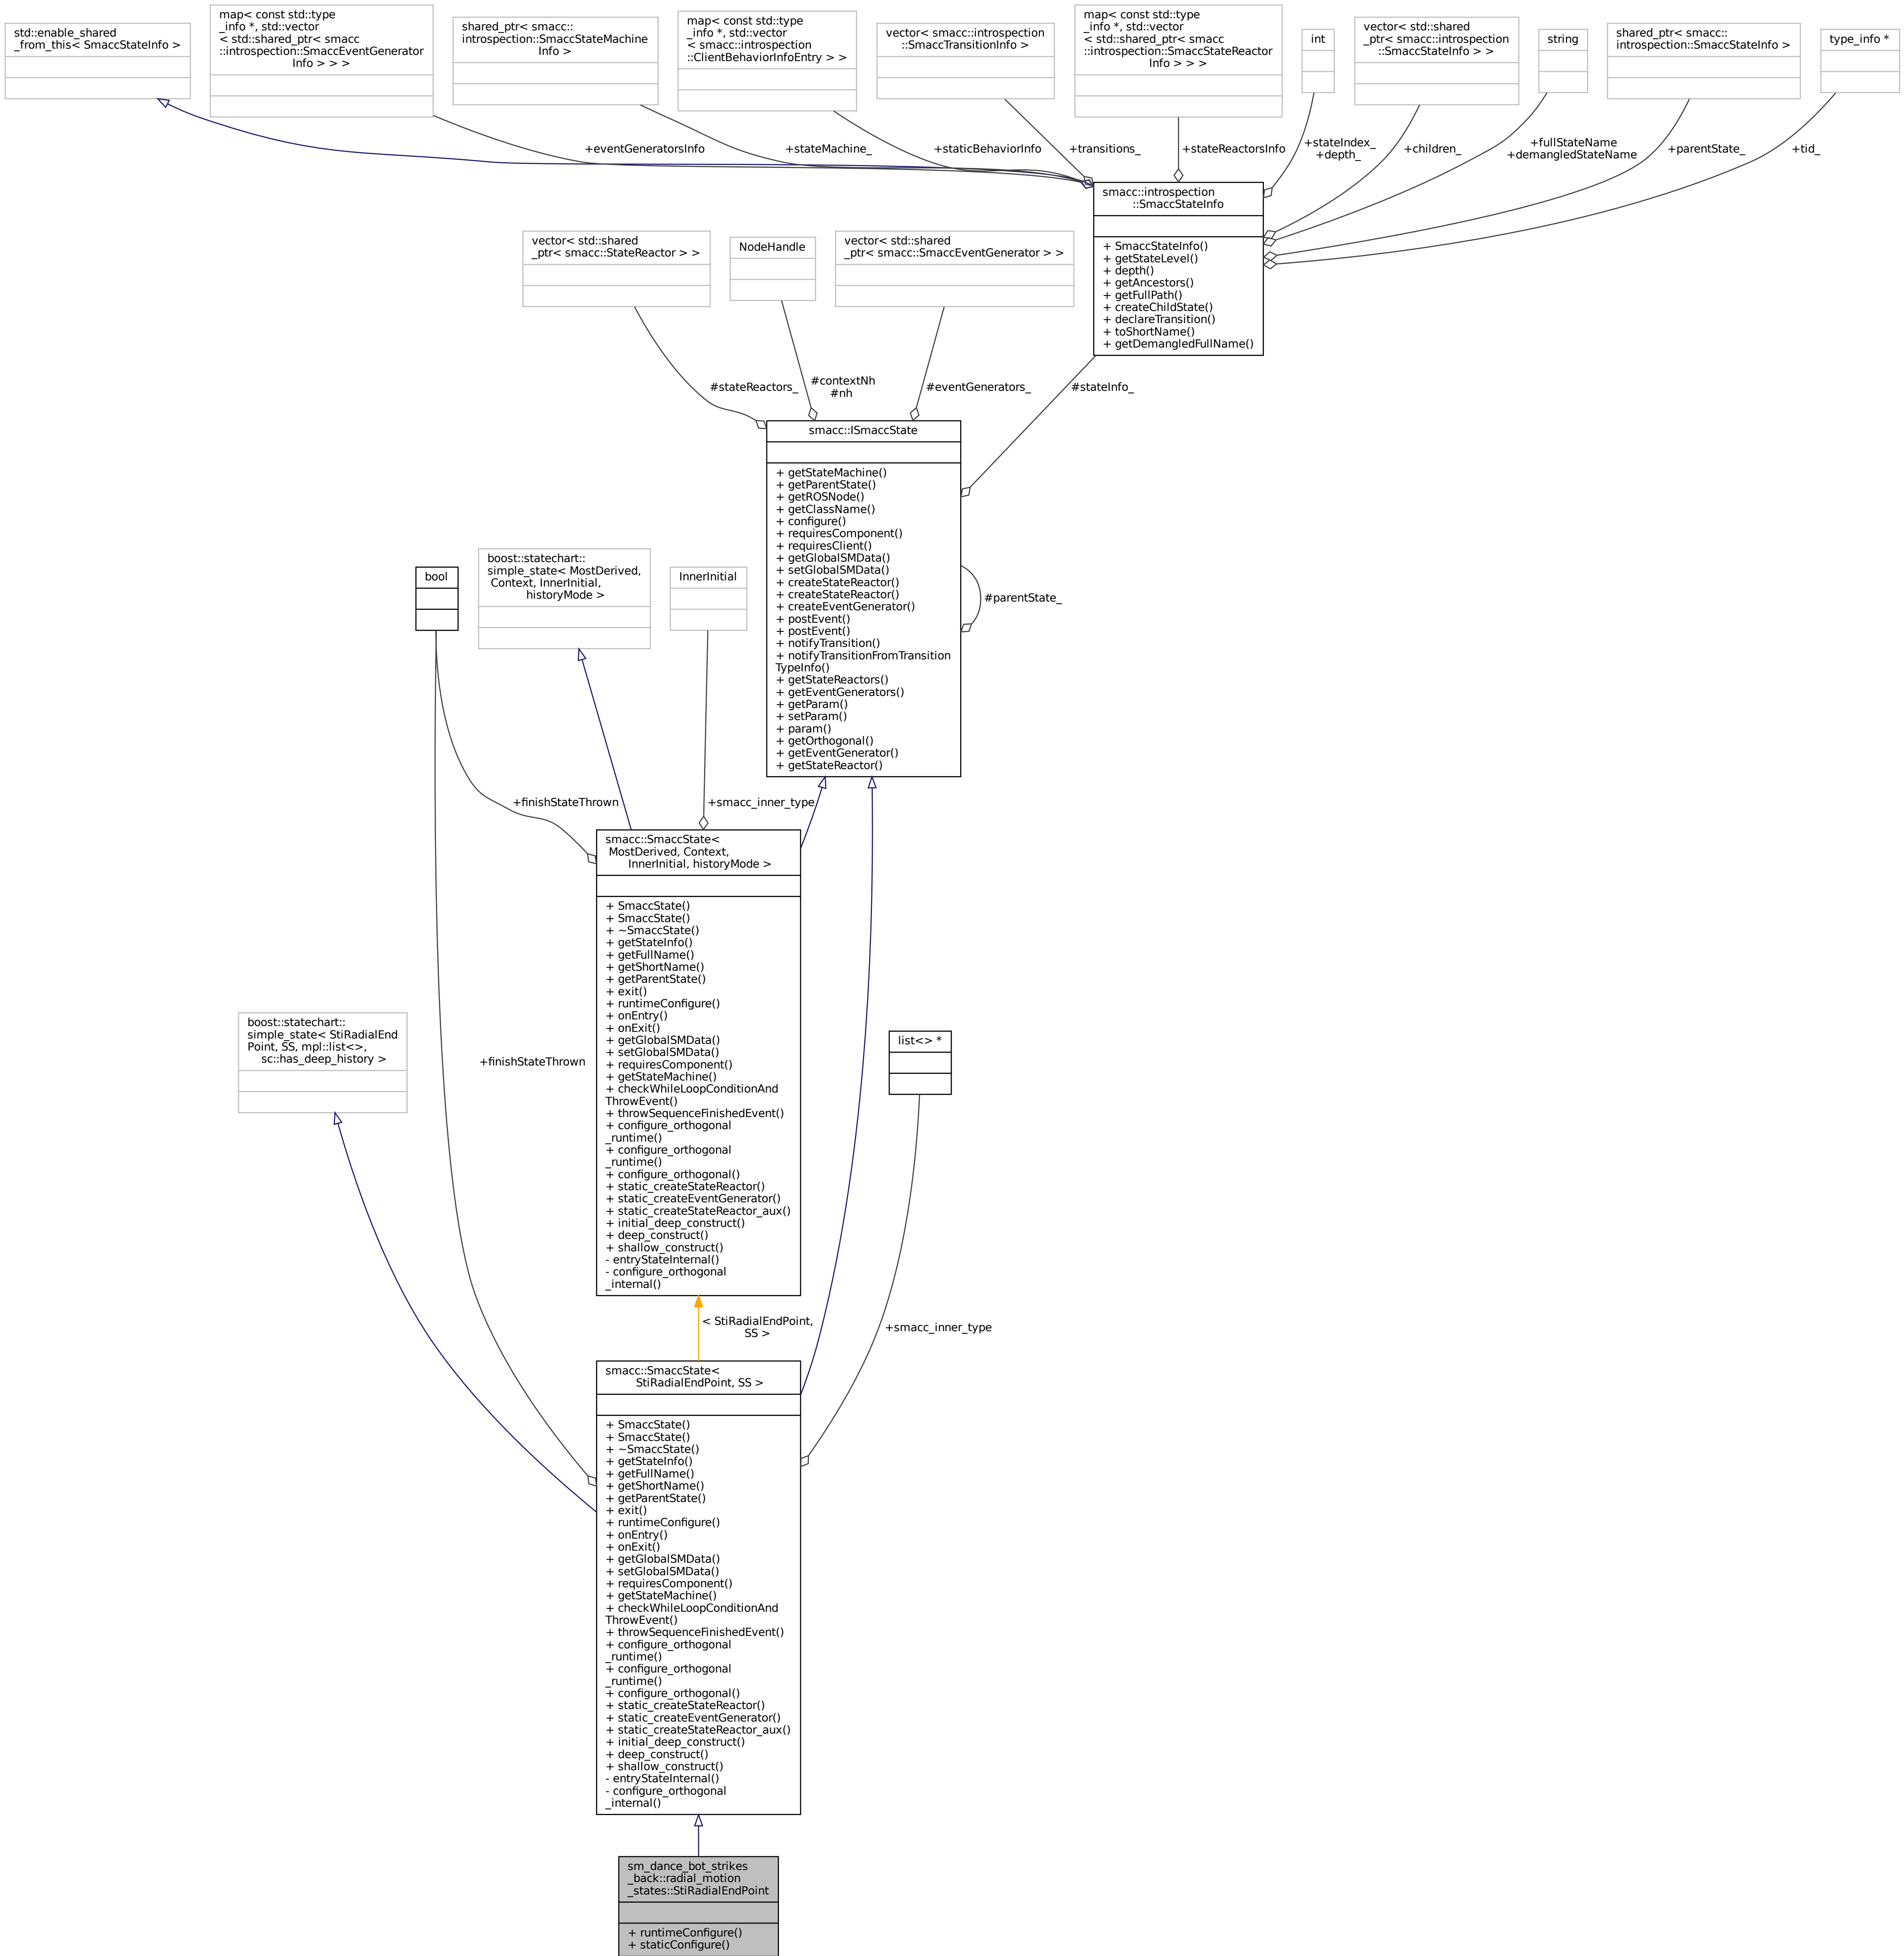 std::enable_shared
_from_this< SmaccStateInfo >
map< const std::type
_info *, std::vector
< std::shared_ptr< smacc
::introspection::SmaccEventGenerator
Info > > >
shared_ptr< smacc::
introspection::SmaccStateMachine
Info >
map< const std::type
_info *, std::vector
< smacc::introspection
::ClientBehaviorInfoEntry > >
vector< smacc::introspection
::SmaccTransitionInfo >
map< const std::type
_info *, std::vector
< std::shared_ptr< smacc
::introspection::SmaccStateReactor
Info > > >
int
vector< std::shared
_ptr< smacc::introspection
::SmaccStateInfo > >
string
shared_ptr< smacc::
introspection::SmaccStateInfo >
type_info *
+eventGeneratorsInfo
+stateMachine_
+staticBehaviorInfo
+transitions_
+stateReactorsInfo
+stateIndex_
+depth_
+children_
+fullStateName
+demangledStateName
+parentState_
+tid_
smacc::introspection
::SmaccStateInfo
+ SmaccStateInfo()
+ getStateLevel()
+ depth()
+ getAncestors()
+ getFullPath()
+ createChildState()
+ declareTransition()
+ toShortName()
+ getDemangledFullName()
vector< std::shared
_ptr< smacc::StateReactor > >
NodeHandle
vector< std::shared
_ptr< smacc::SmaccEventGenerator > >
#stateReactors_
#contextNh
#nh
#eventGenerators_
#stateInfo_
smacc::ISmaccState
+ getStateMachine()
+ getParentState()
+ getROSNode()
+ getClassName()
+ configure()
+ requiresComponent()
+ requiresClient()
+ getGlobalSMData()
+ setGlobalSMData()
+ createStateReactor()
+ createStateReactor()
+ createEventGenerator()
+ postEvent()
+ postEvent()
+ notifyTransition()
+ notifyTransitionFromTransition
TypeInfo()
+ getStateReactors()
+ getEventGenerators()
+ getParam()
+ setParam()
+ param()
+ getOrthogonal()
+ getEventGenerator()
+ getStateReactor()
#parentState_
bool
boost::statechart::
simple_state< MostDerived,
Context, InnerInitial,
historyMode >
InnerInitial
+finishStateThrown
+smacc_inner_type
smacc::SmaccState<
MostDerived, Context,
InnerInitial, historyMode >
+ SmaccState()
+ SmaccState()
+ ~SmaccState()
+ getStateInfo()
+ getFullName()
+ getShortName()
+ getParentState()
+ exit()
+ runtimeConfigure()
+ onEntry()
+ onExit()
+ getGlobalSMData()
+ setGlobalSMData()
+ requiresComponent()
+ getStateMachine()
+ checkWhileLoopConditionAnd
ThrowEvent()
+ throwSequenceFinishedEvent()
+ configure_orthogonal
_runtime()
+ configure_orthogonal
_runtime()
+ configure_orthogonal()
+ static_createStateReactor()
+ static_createEventGenerator()
+ static_createStateReactor_aux()
+ initial_deep_construct()
+ deep_construct()
+ shallow_construct()
- entryStateInternal()
- configure_orthogonal
_internal()
boost::statechart::
simple_state< StiRadialEnd
Point, SS, mpl::list<>,
sc::has_deep_history >
+finishStateThrown
list<> *
< StiRadialEndPoint,
SS >
+smacc_inner_type
smacc::SmaccState<
StiRadialEndPoint, SS >
+ SmaccState()
+ SmaccState()
+ ~SmaccState()
+ getStateInfo()
+ getFullName()
+ getShortName()
+ getParentState()
+ exit()
+ runtimeConfigure()
+ onEntry()
+ onExit()
+ getGlobalSMData()
+ setGlobalSMData()
+ requiresComponent()
+ getStateMachine()
+ checkWhileLoopConditionAnd
ThrowEvent()
+ throwSequenceFinishedEvent()
+ configure_orthogonal
_runtime()
+ configure_orthogonal
_runtime()
+ configure_orthogonal()
+ static_createStateReactor()
+ static_createEventGenerator()
+ static_createStateReactor_aux()
+ initial_deep_construct()
+ deep_construct()
+ shallow_construct()
- entryStateInternal()
- configure_orthogonal
_internal()
sm_dance_bot_strikes
_back::radial_motion
_states::StiRadialEndPoint
+ runtimeConfigure()
+ staticConfigure()